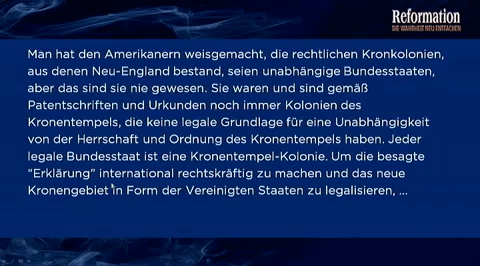 Reformation
DIE WAHRHEIT NEU ENTFACHEN
Man hat den Amerikanern weisgemacht, die rechtlichen Kronkolonien,
aus denen Neu-England bestand, seien unabhängige Bundesstaaten,
aber das sind sie nie gewesen. Sie waren und sind gemäß
Patentschriften und Urkunden noch immer Kolonien des
Kronentempels, die keine legale Grundlage für eine Unabhängigkeit
von der Herrschaft und Ordnung des Kronentempels haben. Jeder
legale Bundesstaat ist eine Kronentempel-Kolonie. Um die besagte
"Erklärung" international rechtskräftig zu machen und das neue
Kronengebiet in Form der Vereinigten Staaten zu legalisieren, ...